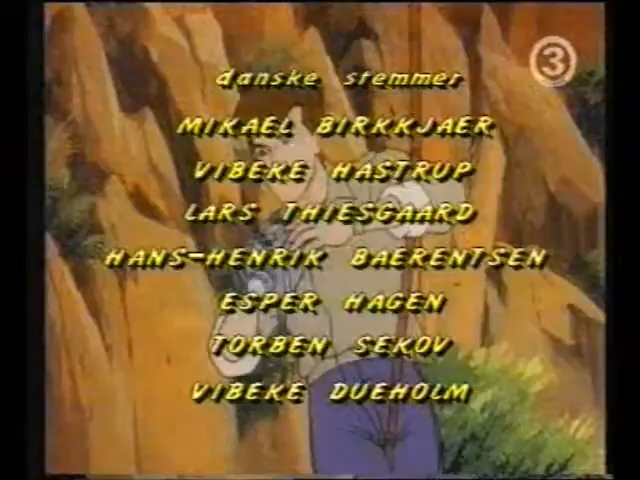 3
danske stemmer
MIKAEL BIRKKJAER
VIBEKE HASTRUP
LARS THIESGAARD
HANS-HENRIK BAERENTSEN
ESPER HAGEN
TORBEN SEKOV
VIBEKE DUEHOLM